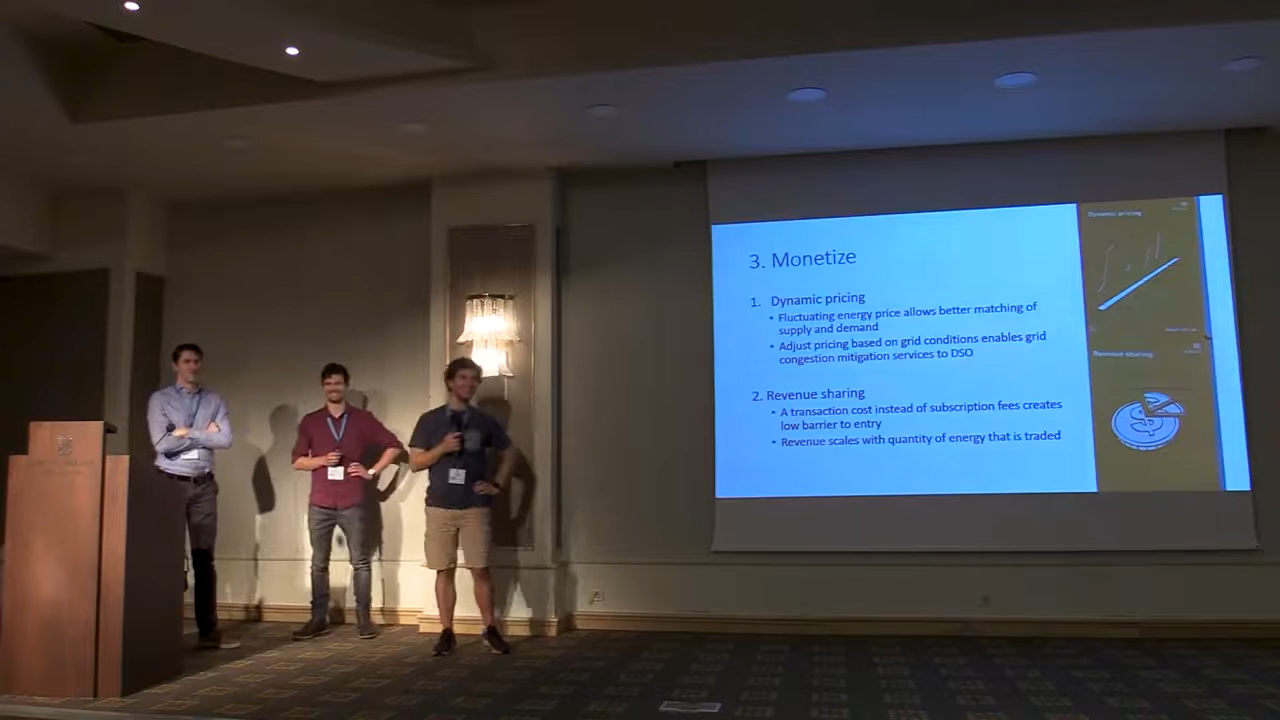 3. Monetize
1. Dynamic pricing
• Fluctuating energy price allows better matching of
supply and demand
• Adjust pricing based on grid conditions enables grid
congestion mitigation services to DSO
2. Revenue sharing
• A transaction cost instead of subscription fees creates
low barrier to entry
• Revenue scales with quantity of energy that is traded
Dynamic pricing
Revenue sharing